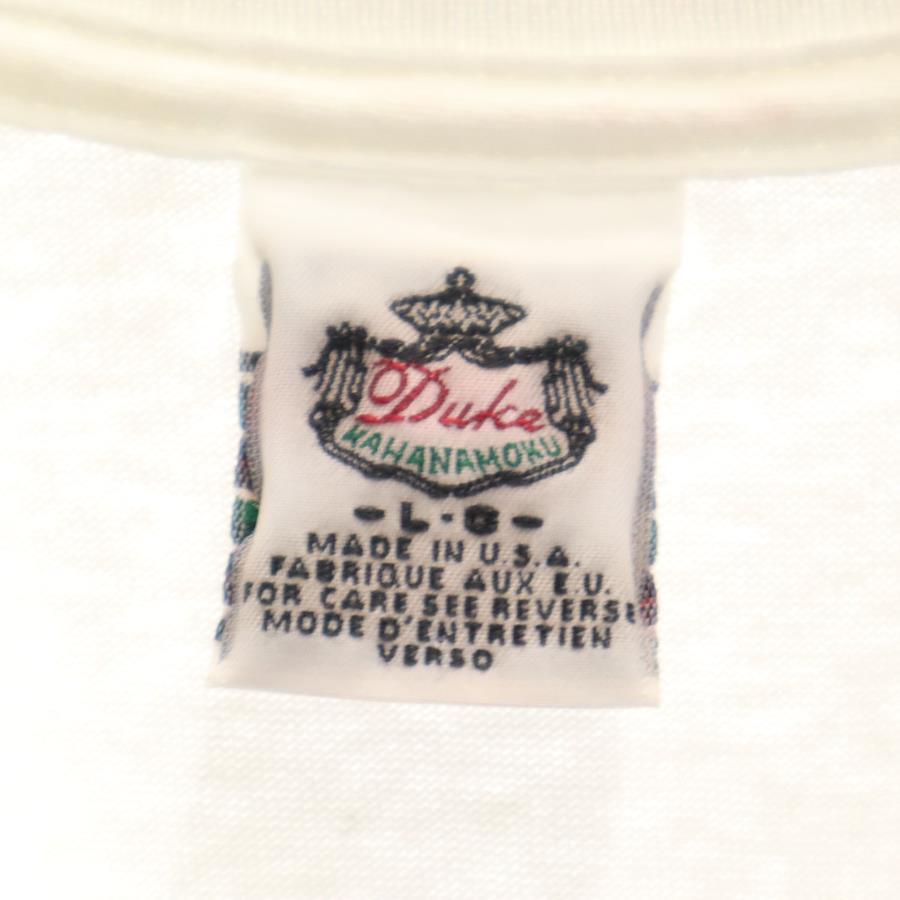 Duke
KAHANAMOKU
-L·G-
MADE IN U.S.A.
FABRIQUE AUX E.U.
FOR CARE SEE REVERSE
MODE D'ENTRETIEN
VERSO